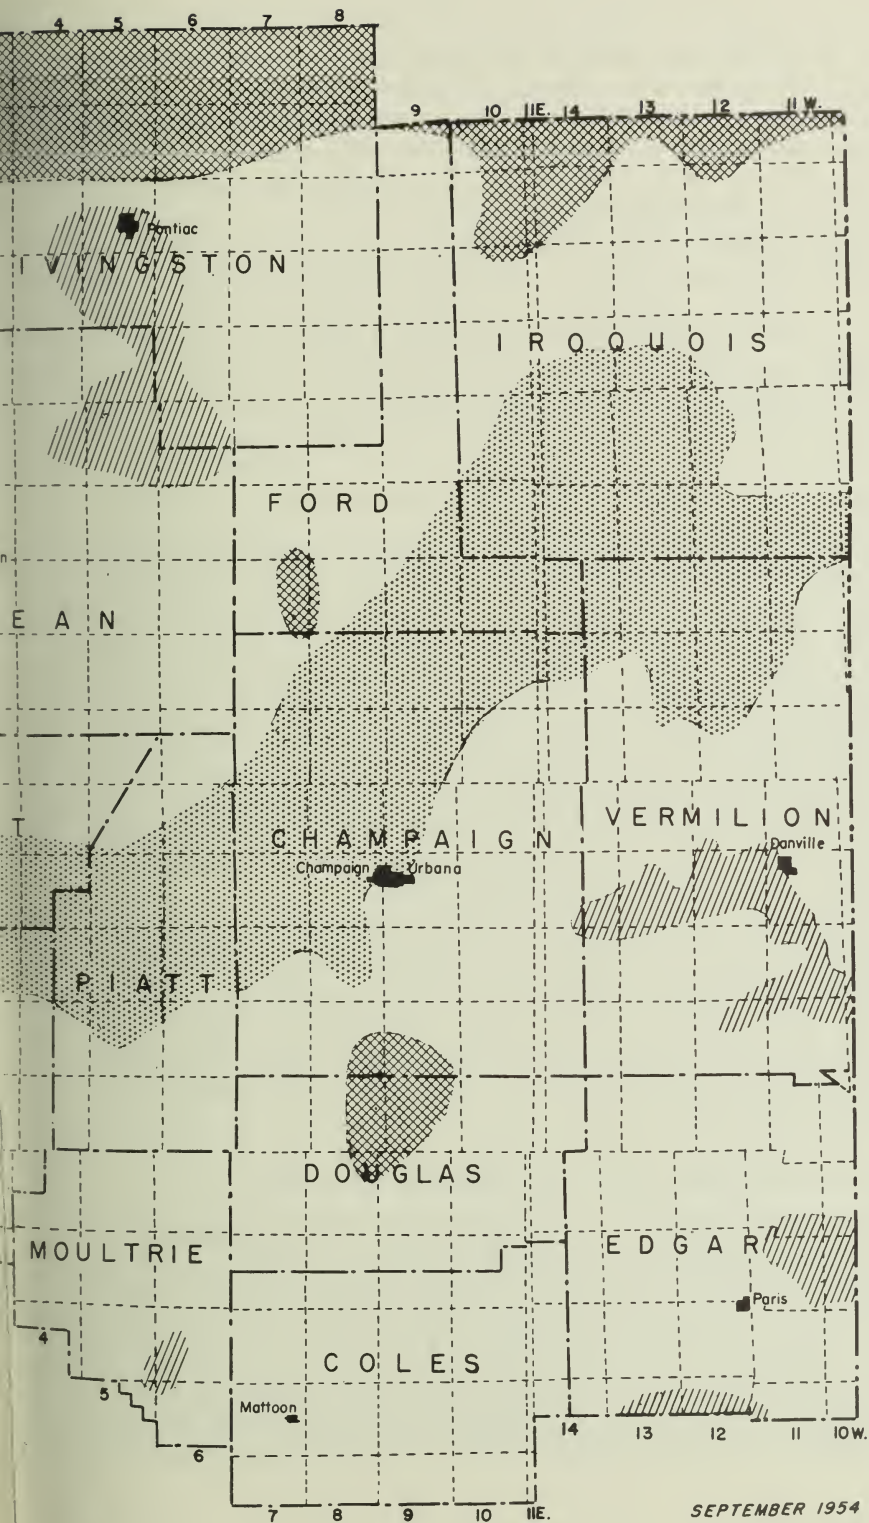 4 5 6 7 8
9 10 11E. 14 13 12 11 W.
Pontiac
IVINGSTON
IROQUOIS
FORD
n
EAN
VERMILION
T
CHAMPAIGN
Danville
Champaign Urbana
PIATT
DOUGLAS
MOULTRIE
EDGAR
Paris
4
COLES
5
Mattoon
14 13 12 11 10W.
6
7 8 9 10 11E.
SEPTEMBER 1954